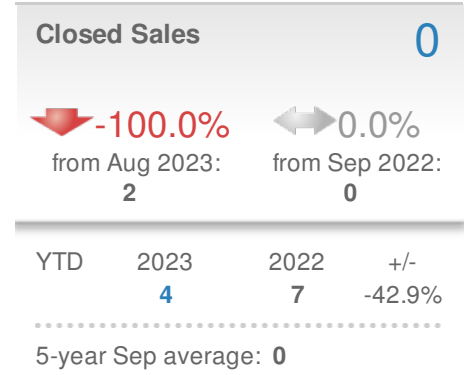 Closed Sales 0
-100.0% 0.0%
from Aug 2023: from Sep 2022:
2 0
YTD 2023 2022 +/-
4 7 -42.9%
5-year Sep average: 0